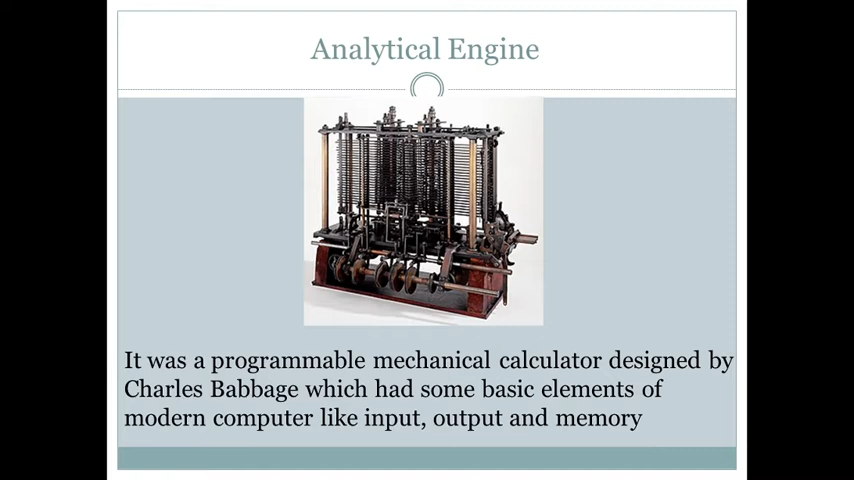 Analytical Engine
It was a programmable mechanical calculator designed by
Charles Babbage which had some basic elements of
modern computer like input, output and memory